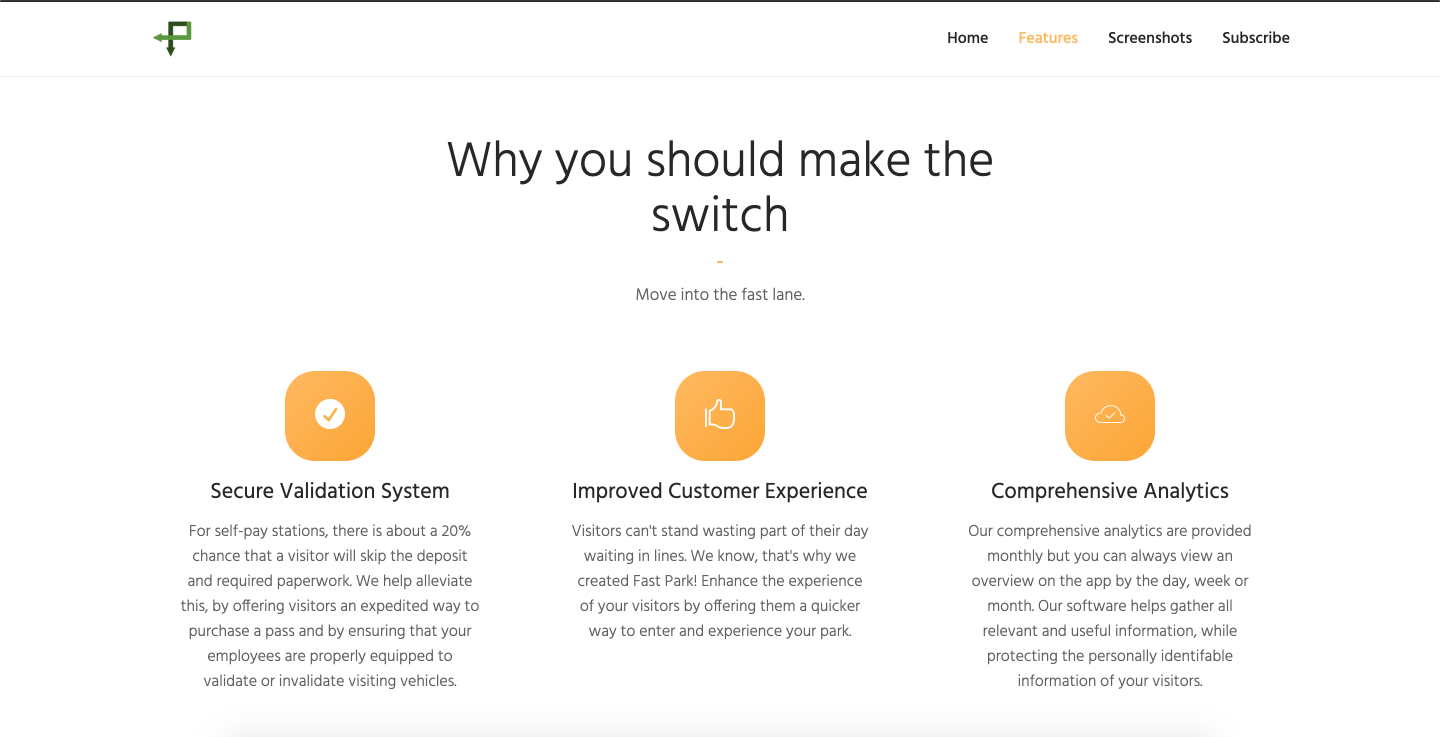 Home Features Screenshots Subscribe
Why you should make the
switch
Move into the fast lane.
Secure Validation System
For self-pay stations, there is about a 20%
chance that a visitor will skip the deposit
and required paperwork. We help alleviate
this, by offering visitors an expedited way to
purchase a pass and by ensuring that your
employees are properly equipped to
validate or invalidate visiting vehicles.
Improved Customer Experience
Visitors can't stand wasting part of their day
waiting in lines. We know, that's why we
created Fast Park! Enhance the experience
of your visitors by offering them a quicker
way to enter and experience your park.
Comprehensive Analytics
Our comprehensive analytics are provided
monthly but you can always view an
overview on the app by the day, week or
month. Our software helps gather all
relevant and useful information, while
protecting the personally identifable
information of your visitors.